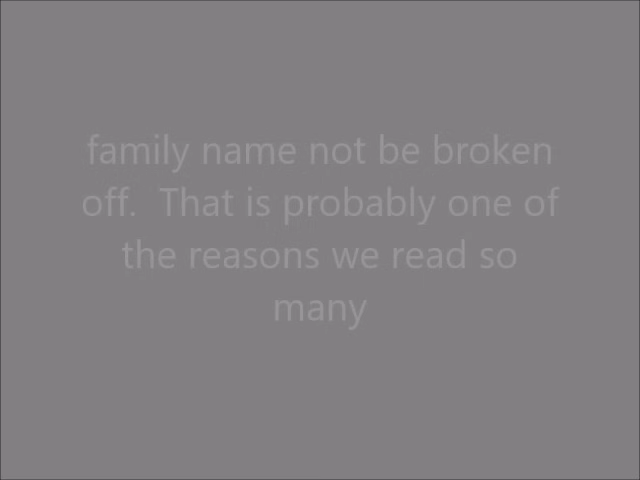 family name not be broken
off.  That is probably one of
the reasons we read so
many